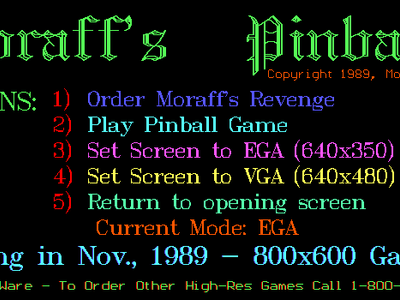 oraff's Pinba
Copyright 1989, Mo
NS:
1) Order Moraff's Revenge
2) Play Pinball Game
3) Set Screen to EGA (640x350)
4) Set Screen to VGA (640x480)
5) Return to opening screen
Current Mode: EGA
ng in Nov., 1989 – 800x600 Ga
Ware - To Order Other High-Res Games Call 1-800-